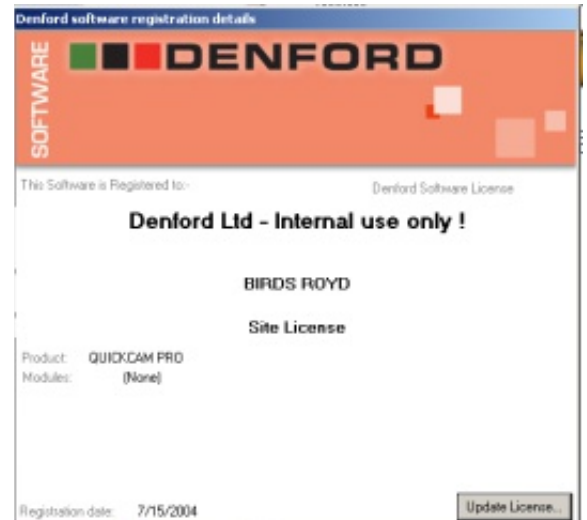 Denford software registration details
SOFTWARE
DENFORD
This Software is Registered to:-
Denford Software License
Denford Ltd - Internal use only !
BIRDS ROYD
Site License
Product: QUICKCAM PRO
Modules: (None)
Registration date: 7/15/2004
Update License...